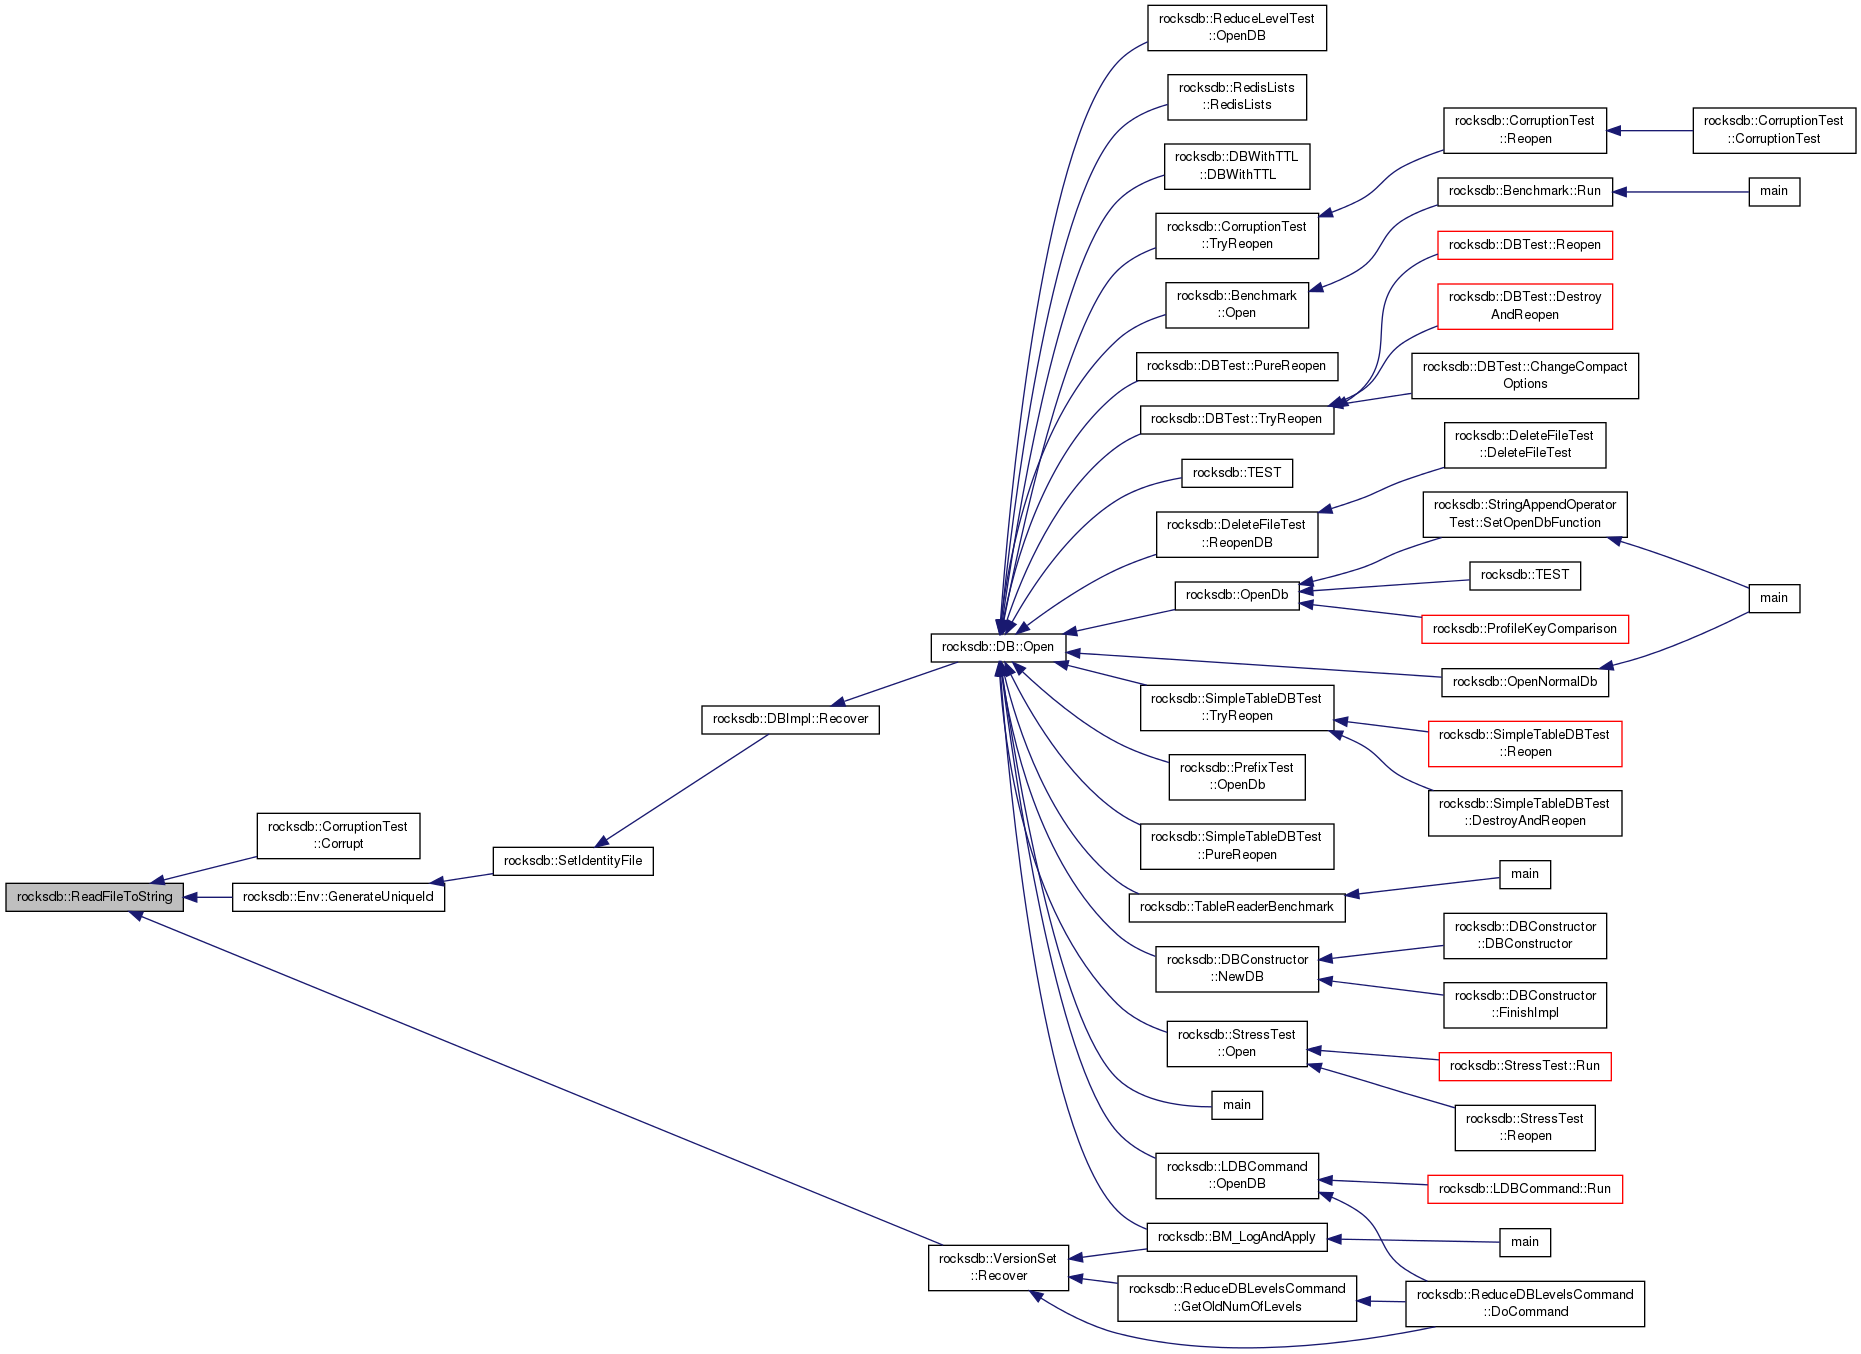 rocksdb::ReadFileToString
rocksdb::CorruptionTest
::Corrupt
rocksdb::Env::GenerateUniqueId
rocksdb::SetIdentityFile
rocksdb::DBImpl::Recover
rocksdb::DB::Open
rocksdb::VersionSet
::Recover
rocksdb::ReduceLevelTest
::OpenDB
rocksdb::RedisLists
::RedisLists
rocksdb::DBWithTTL
::DBWithTTL
rocksdb::CorruptionTest
::TryReopen
rocksdb::Benchmark
::Open
rocksdb::DBTest::PureReopen
rocksdb::DBTest::TryReopen
rocksdb::TEST
rocksdb::DeleteFileTest
::ReopenDB
rocksdb::OpenDb
rocksdb::SimpleTableDBTest
::TryReopen
rocksdb::PrefixTest
::OpenDb
rocksdb::SimpleTableDBTest
::PureReopen
rocksdb::TableReaderBenchmark
rocksdb::DBConstructor
::NewDB
rocksdb::StressTest
::Open
main
rocksdb::LDBCommand
::OpenDB
rocksdb::BM_LogAndApply
rocksdb::ReduceDBLevelsCommand
::GetOldNumOfLevels
rocksdb::CorruptionTest
::Reopen
rocksdb::Benchmark::Run
rocksdb::DBTest::Reopen
rocksdb::DBTest::Destroy
AndReopen
rocksdb::DBTest::ChangeCompact
Options
rocksdb::DeleteFileTest
::DeleteFileTest
rocksdb::StringAppendOperator
Test::SetOpenDbFunction
rocksdb::TEST
rocksdb::ProfileKeyComparison
rocksdb::OpenNormalDb
rocksdb::SimpleTableDBTest
::Reopen
rocksdb::SimpleTableDBTest
::DestroyAndReopen
main
rocksdb::DBConstructor
::DBConstructor
rocksdb::DBConstructor
::FinishImpl
rocksdb::StressTest::Run
rocksdb::StressTest
::Reopen
rocksdb::LDBCommand::Run
main
rocksdb::ReduceDBLevelsCommand
::DoCommand
rocksdb::CorruptionTest
::CorruptionTest
main
main